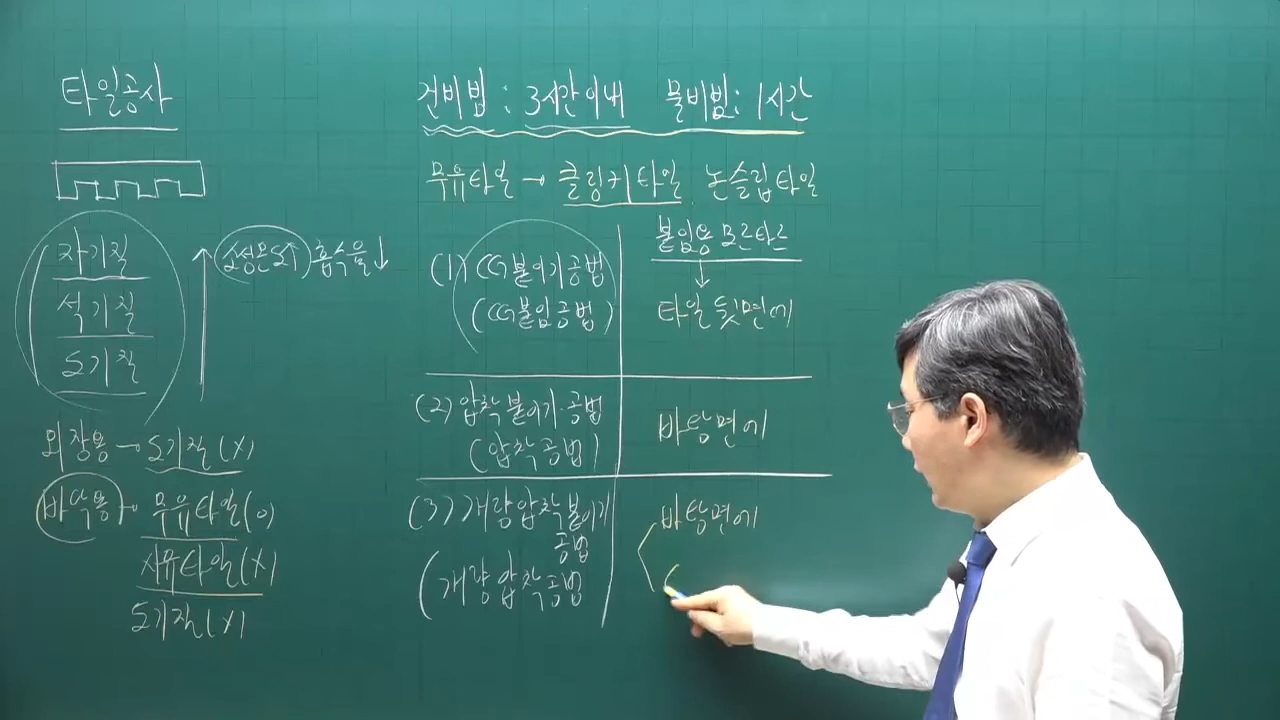 타일공사
자기질
석기질
도기질
소성온도↑ 흡수율↓
외장용→도기질(X)
바닥용→무유타일(O)
시유타일(X)
도기질(X)
건비빔 : 3시간이내 물비빔 : 1시간
무유타일→클링커타일 논슬립타일
붙임용 모르타르
(1) 떠붙이기공법
(떠붙임공법)
타일 뒷면에
(2) 압착붙이기공법
(압착공법)
바탕면에
(3) 개량압착붙이기
공법
(개량압착공법
바탕면에